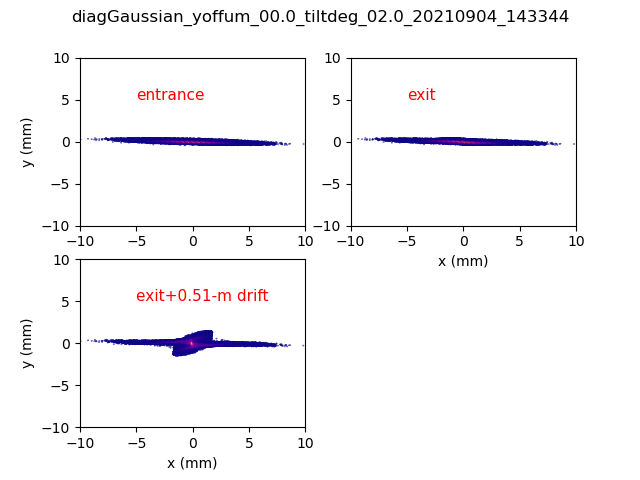 diagGaussian_yoffum_00.0_tiltdeg_02.0_20210904_143344
10
5
0
−5
−10
y (mm)
entrance
−10 −5 0 5 10
10
5
0
−5
−10
exit
−10 −5 0 5 10
x (mm)
10
5
0
−5
−10
y (mm)
exit+0.51-m drift
−10 −5 0 5 10
x (mm)